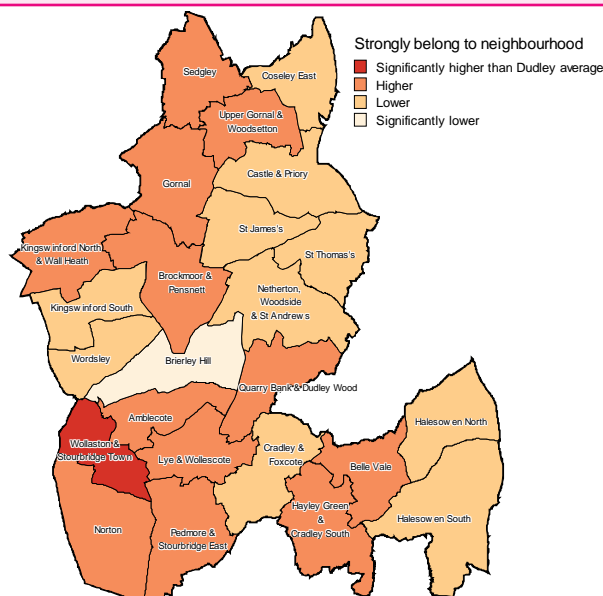 Strongly belong to neighbourhood
Significantly higher than Dudley average
Higher
Lower
Significantly lower
Sedgley
Coseley East
Upper Gornal &
Woodsetton
Castle & Priory
Gornal
St James's
St Thomas's
Kingswinford North
& Wall Heath
Brockmoor &
Pensnett
Netherton,
Woodside
& St Andrews
Kingswinford South
Wordsley
Brierley Hill
Quarry Bank & Dudley Wood
Amblecote
Halesowen North
Wollaston &
Stourbridge Town
Lye & Wollescote
Cradley &
Foxcote
Belle Vale
Hayley Green
&
Cradley South
Halesowen South
Norton
Pedmore &
Stourbridge East